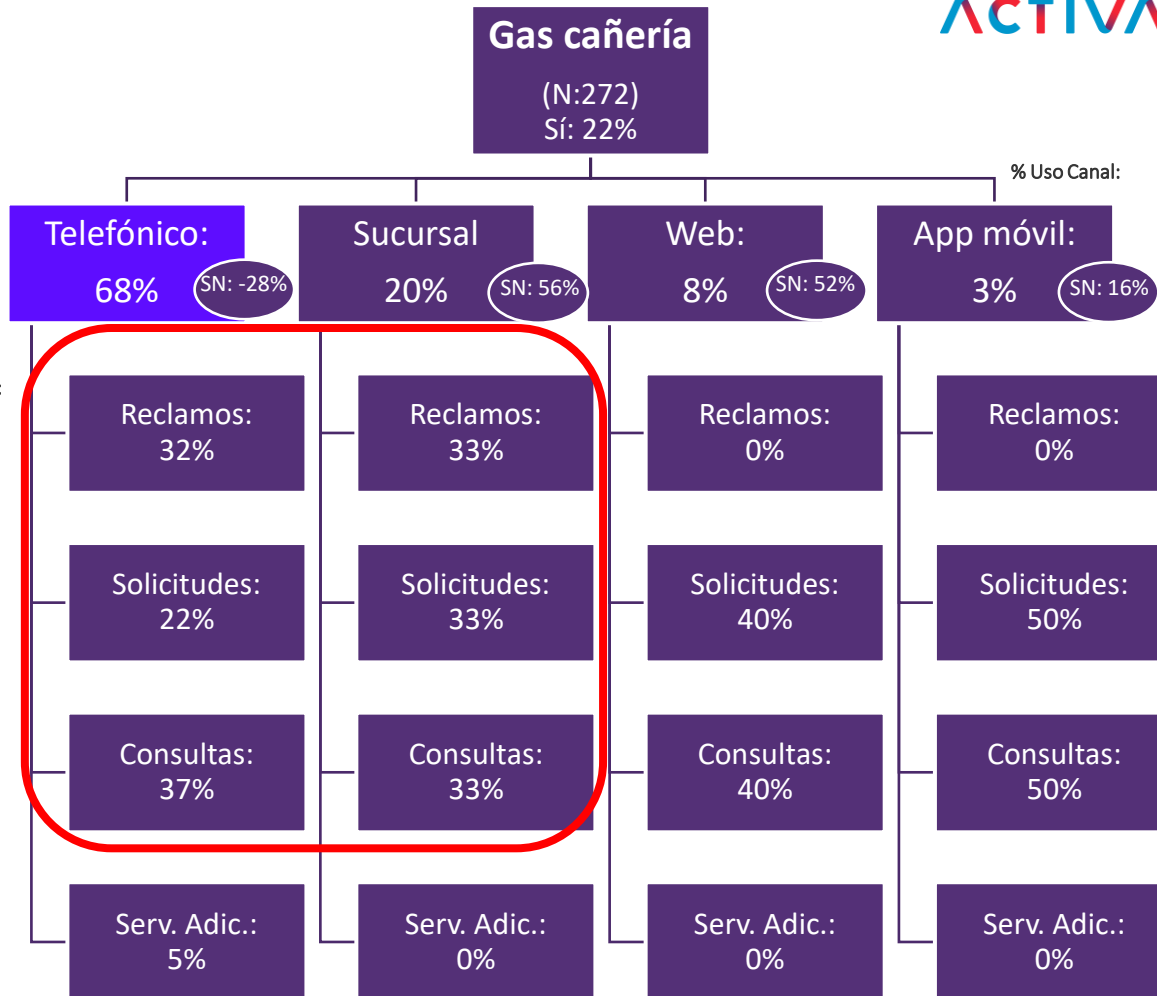 ACTIVA
Gas cañería
(N:272)
Sí: 22%
% Uso Canal:
Telefónico:
68%
SN: -28%
Sucursal
20%
SN: 56%
Web:
8%
SN: 52%
App móvil:
3%
SN: 16%
:
Reclamos:
32%
Reclamos:
33%
Reclamos:
0%
Reclamos:
0%
Solicitudes:
22%
Solicitudes:
33%
Solicitudes:
40%
Solicitudes:
50%
Consultas:
37%
Consultas:
33%
Consultas:
40%
Consultas:
50%
Serv. Adic.:
5%
Serv. Adic.:
0%
Serv. Adic.:
0%
Serv. Adic.:
0%